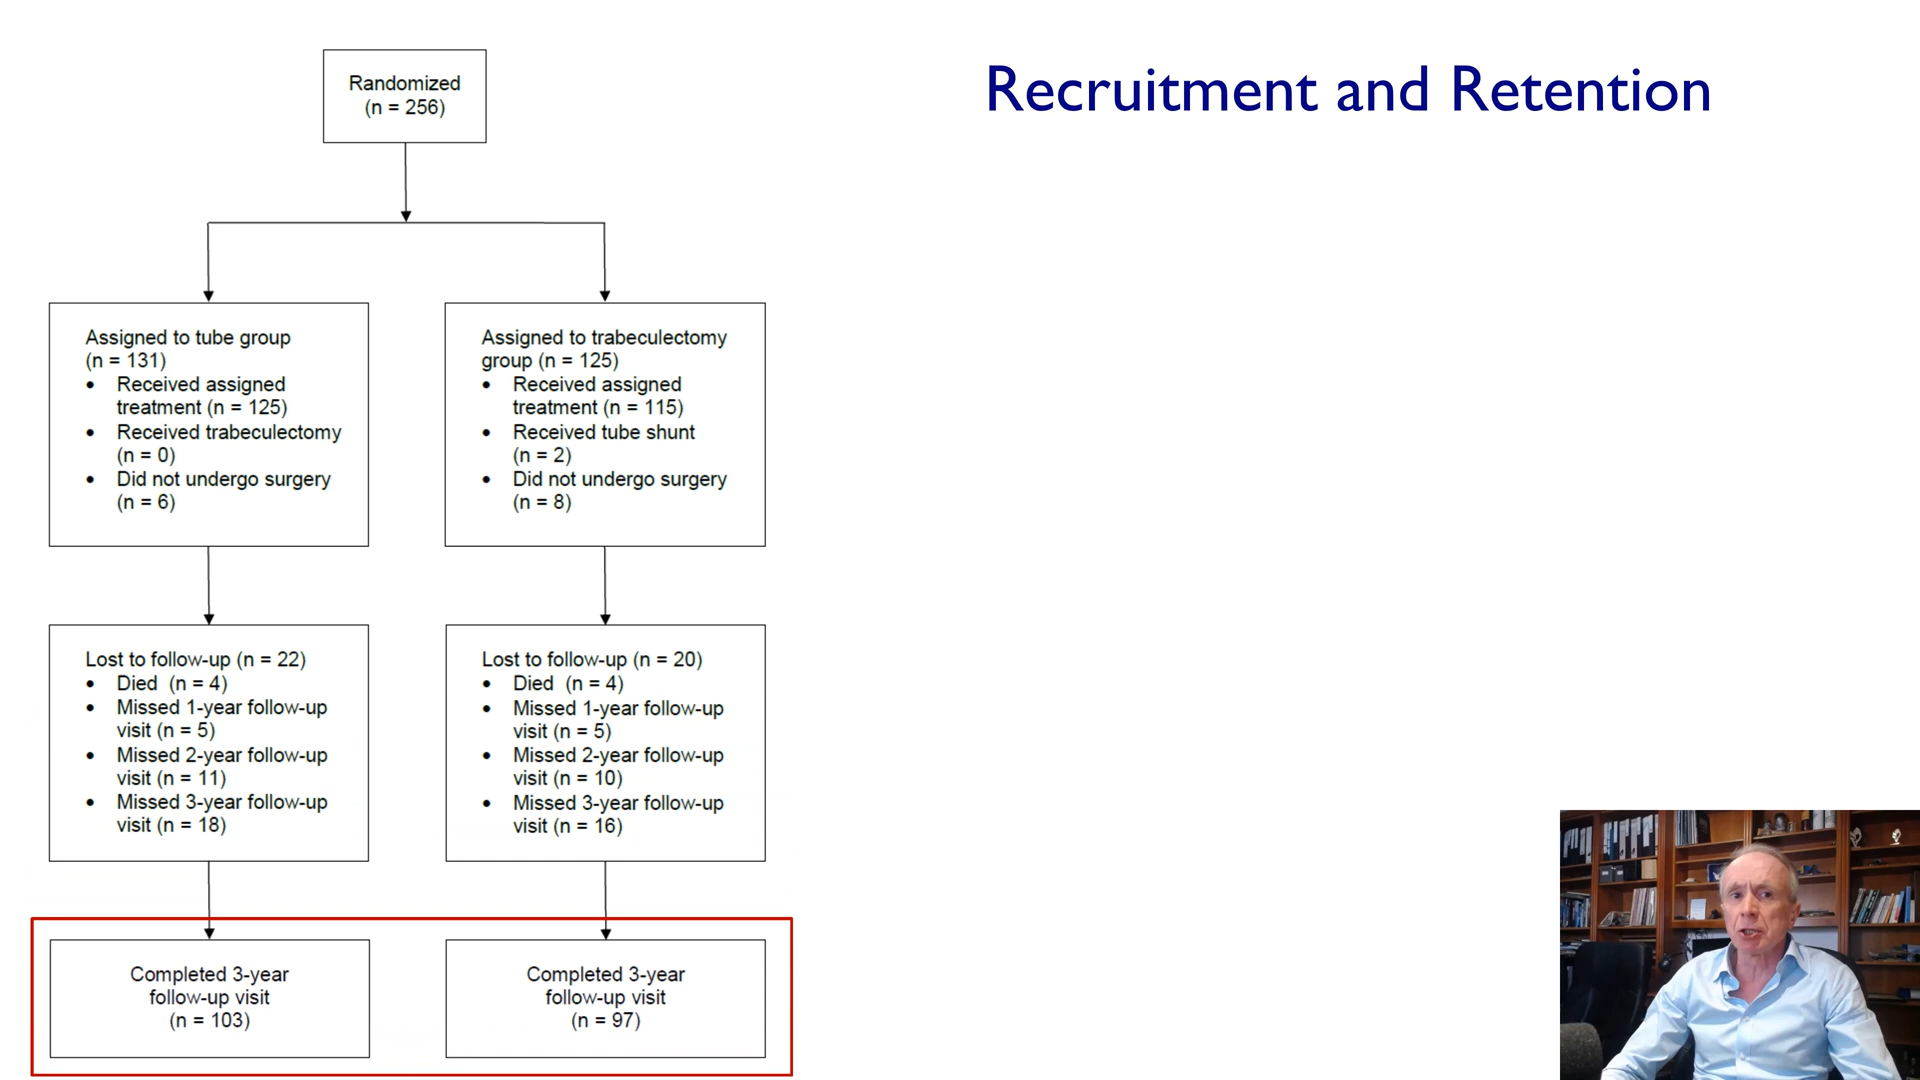 Recruitment and Retention
Randomized
(n = 256)
Assigned to tube group
(n = 131)
• Received assigned
treatment (n = 125)
• Received trabeculectomy
(n = 0)
• Did not undergo surgery
(n = 6)
Assigned to trabeculectomy
group (n = 125)
• Received assigned
treatment (n = 115)
• Received tube shunt
(n = 2)
• Did not undergo surgery
(n = 8)
Lost to follow-up (n = 22)
• Died  (n = 4)
• Missed 1-year follow-up
visit (n = 5)
• Missed 2-year follow-up
visit (n = 11)
• Missed 3-year follow-up
visit (n = 18)
Lost to follow-up (n = 20)
• Died  (n = 4)
• Missed 1-year follow-up
visit (n = 5)
• Missed 2-year follow-up
visit (n = 10)
• Missed 3-year follow-up
visit (n = 16)
Completed 3-year
follow-up visit
(n = 103)
Completed 3-year
follow-up visit
(n = 97)